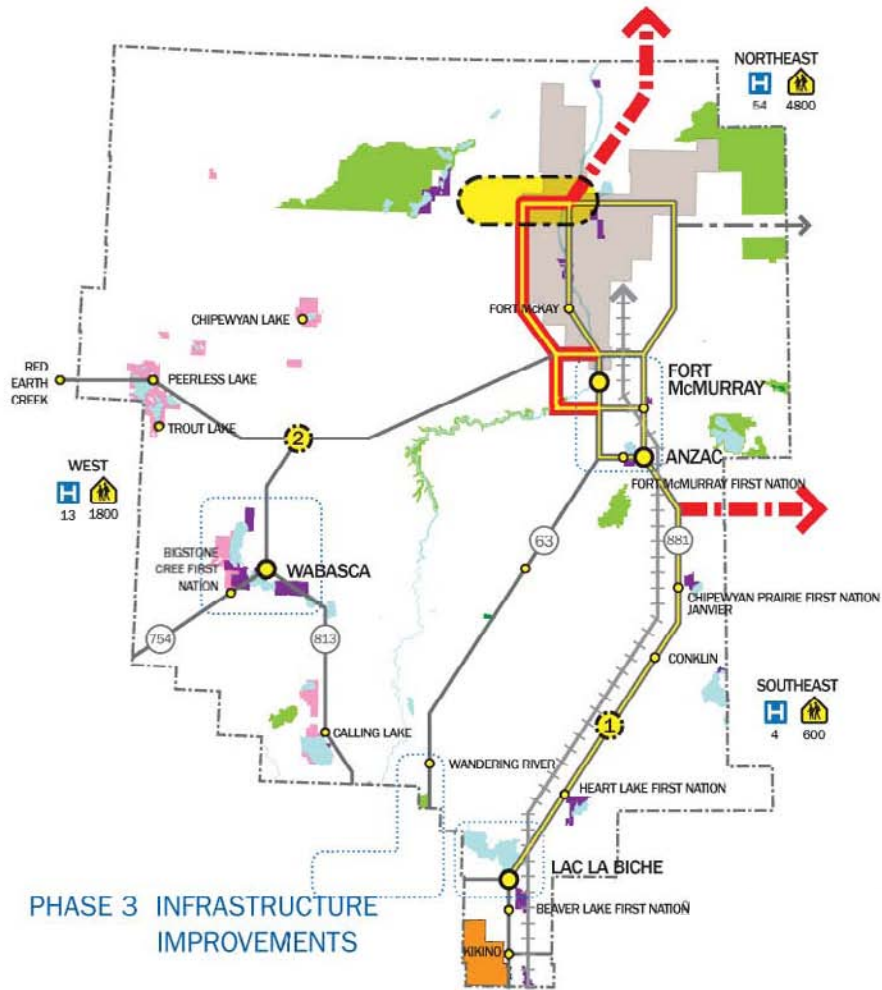 NORTHEAST
H
54 4800
CHIPEWYAN LAKE
FORT McKAY
RED
EARTH
CREEK
PEERLESS LAKE
FORT
McMURRAY
TROUT LAKE
2
WEST
H
13 1800
ANZAC
FORT McMURRAY FIRST NATION
BIGSTONE
CREE FIRST
NATION
WABASCA
63
881
CHIPEWYAN PRAIRIE FIRST NATION
JANVIER
754
813
CONKLIN
SOUTHEAST
H
4 600
1
CALLING LAKE
WANDERING RIVER
HEART LAKE FIRST NATION
LAC LA BICHE
PHASE 3 INFRASTRUCTURE
IMPROVEMENTS
BEAVER LAKE FIRST NATION
KIKINO